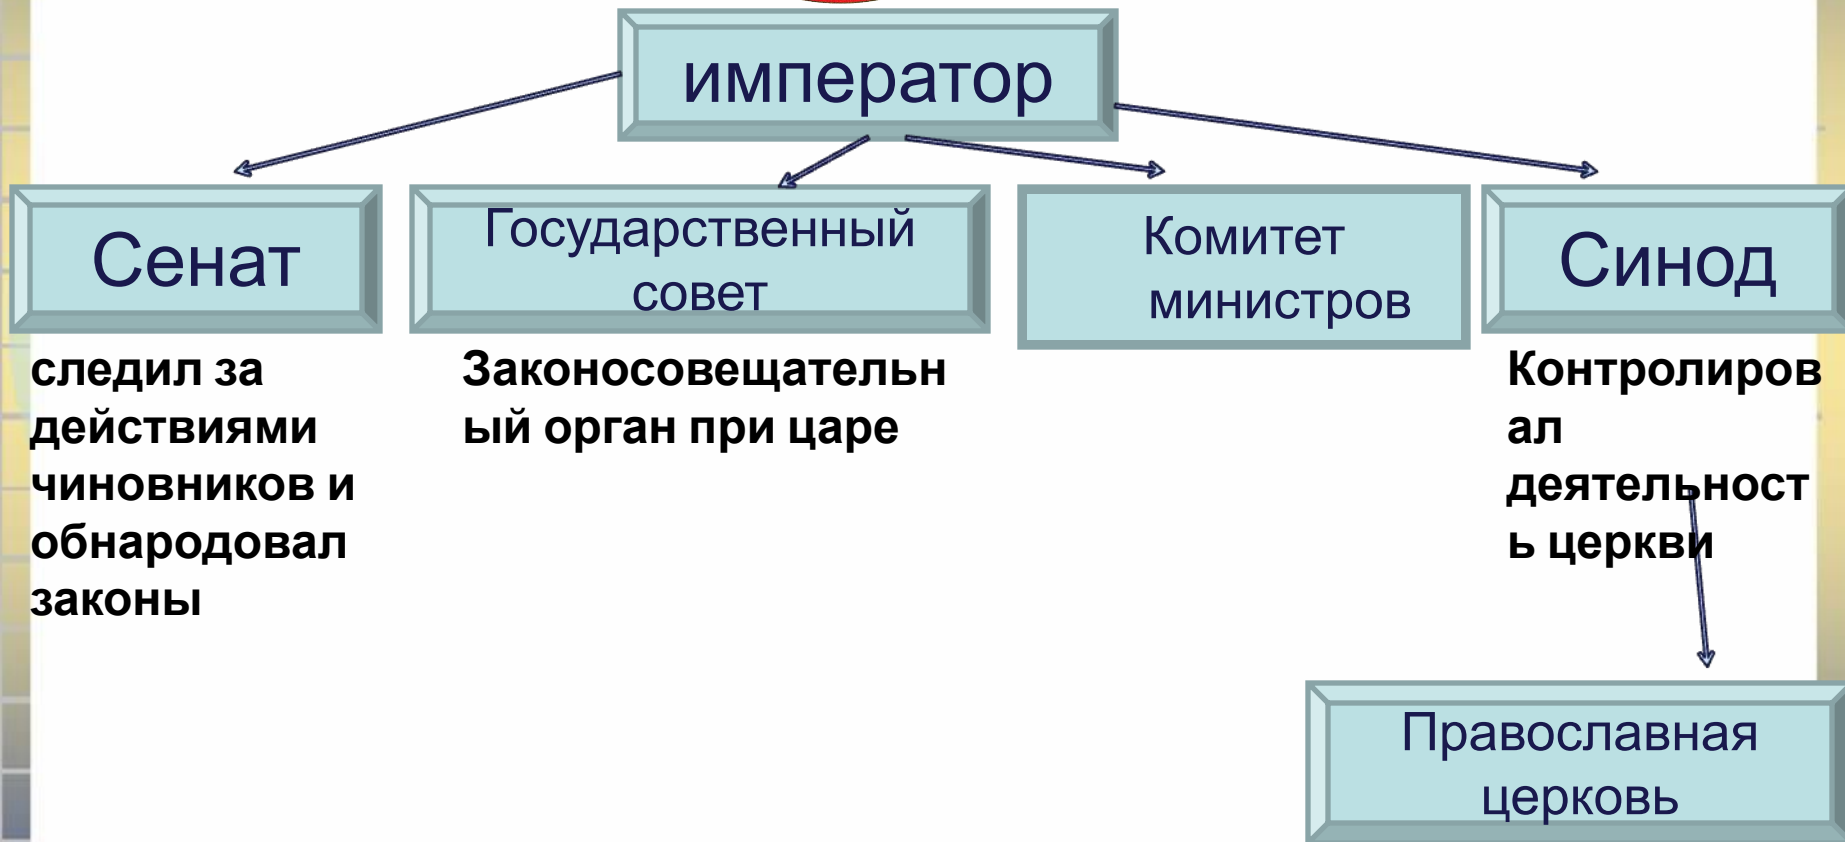 император
Сенат
Государственный
совет
Комитет
министров
Синод
следил за
действиями
чиновников и
обнародовал
законы
Законосовещательн
ый орган при царе
Контролиров
ал
деятельност
ь церкви
Православная
церковь